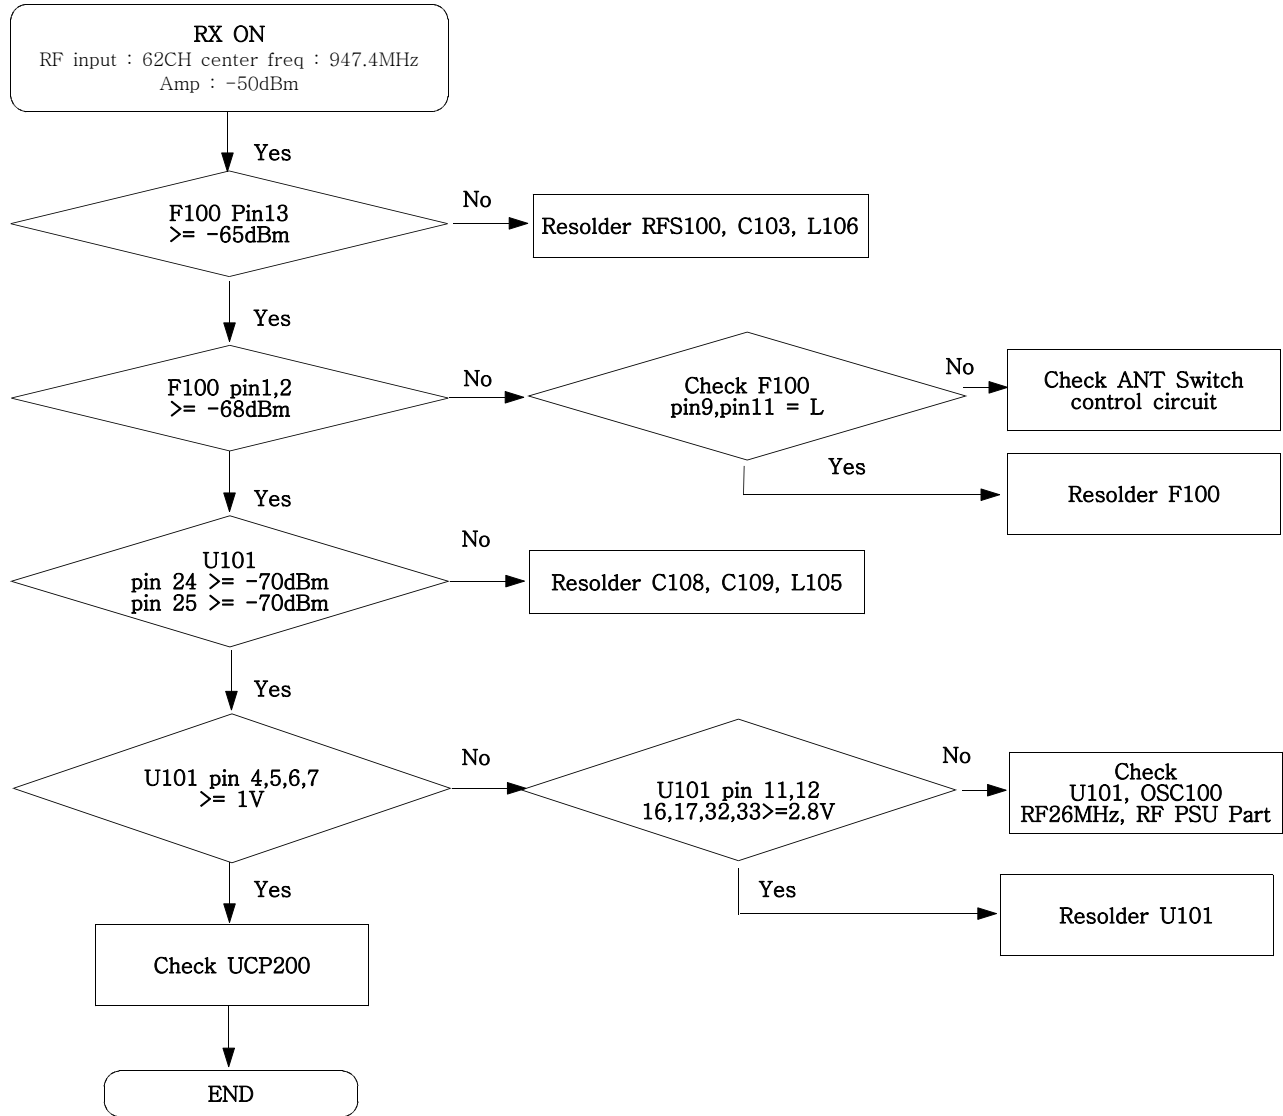 RX ON
RF input : 62CH center freq : 947.4MHz
Amp : -50dBm
Yes
F100 Pin13
>= -65dBm
No
Resolder RFS100, C103, L106
Yes
F100 pin1,2
>= -68dBm
No
Check F100
pin9,pin11 = L
No
Check ANT Switch
control circuit
Yes
Resolder F100
Yes
U101
pin 24 >= -70dBm
pin 25 >= -70dBm
No
Resolder C108, C109, L105
Yes
U101 pin 4,5,6,7
>= 1V
No
U101 pin 11,12
16,17,32,33>=2.8V
No
Check
U101, OSC100
RF26MHz, RF PSU Part
Yes
Resolder U101
Yes
Check UCP200
END